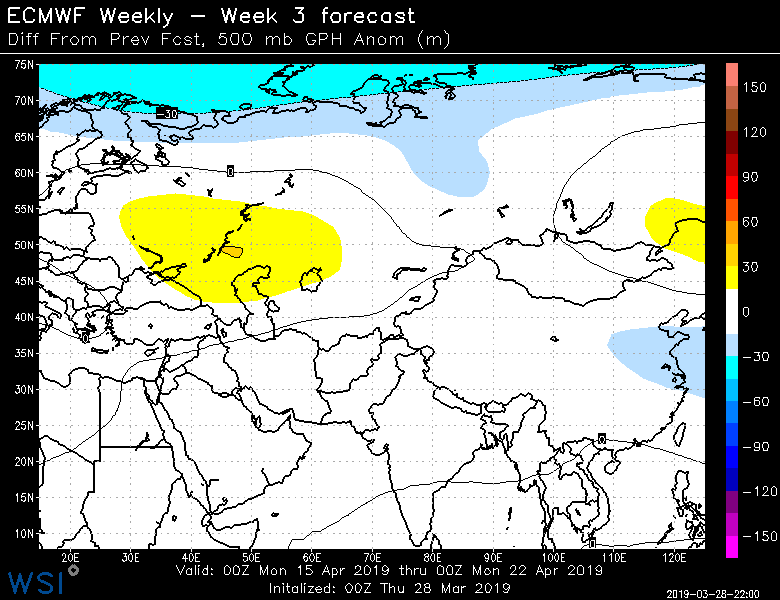 ECMWF Weekly – Week 3 forecast
Diff From Prev Fcst, 500 mb GPH Anom (m)
75N
70N
65N
60N
55N
50N
45N
40N
35N
30N
25N
20N
15N
10N
-30
0
0
0
0
150
120
90
60
30
0
−30
−60
−90
−120
−150
20E 30E 40E 50E 60E 70E 80E 90E 100E 110E 120E
Valid: 00Z Mon 15 Apr 2019 thru 00Z Mon 22 Apr 2019
Initalized: 00Z Thu 28 Mar 2019
WSI
2019-03-28-22:00